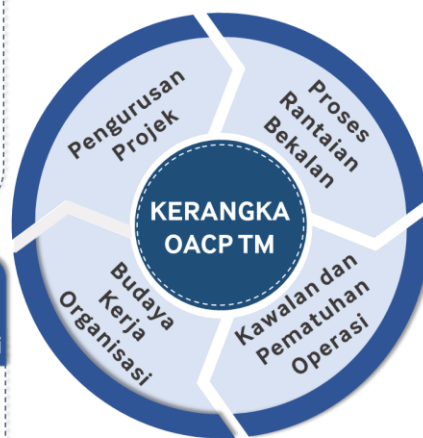 Pengurusan
Projek
Proses
Rantaian
Bekalan
KERANGKA
OACP TM
Budaya
Kerja
Organisasi
Kawalan dan
Pematuhan
Operasi